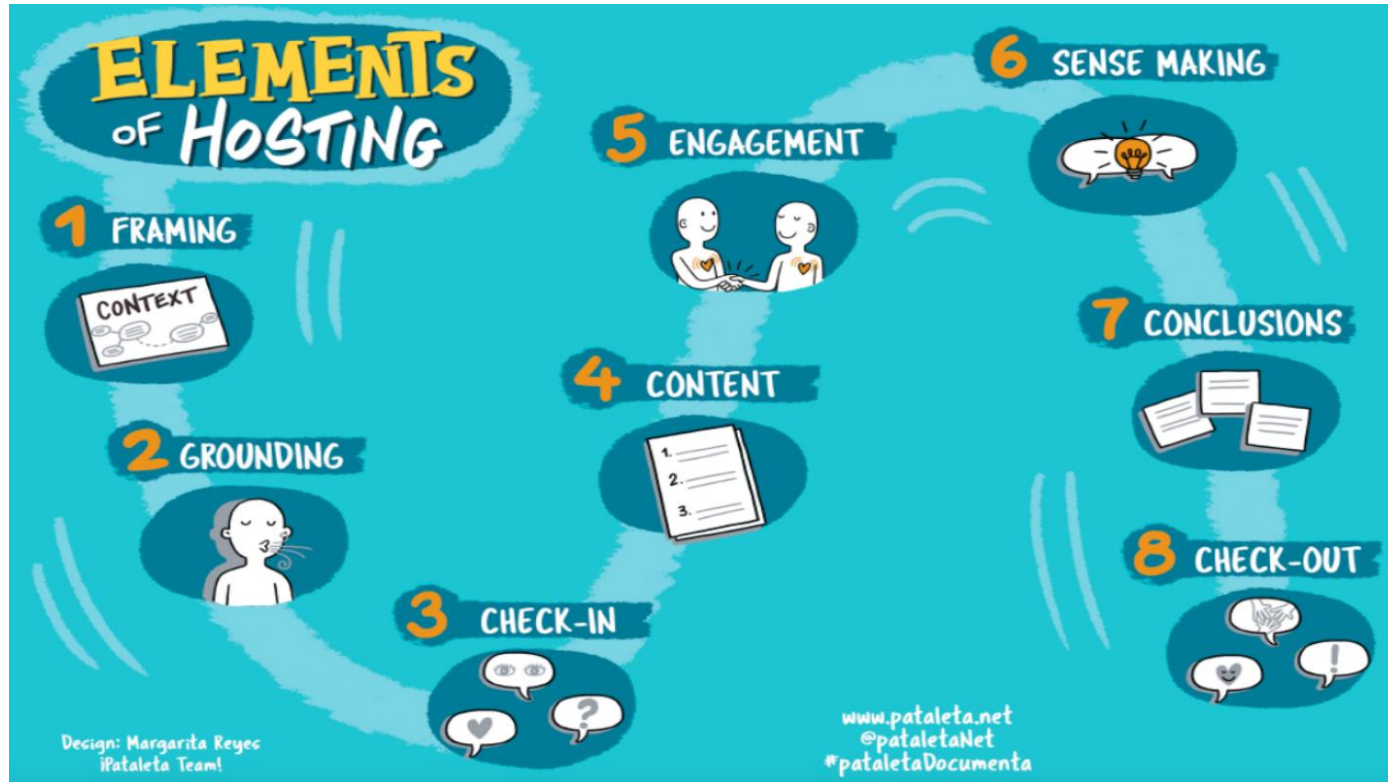 ELEMENTS
OF HOSTING
1 FRAMING
CONTEXT
2 GROUNDING
3 CHECK-IN
?
4 CONTENT
1.
2.
3.
5 ENGAGEMENT
6 SENSE MAKING
7 CONCLUSIONS
8 CHECK-OUT
!
Design: Margarita Reyes
¡Pataleta Team!
www.pataleta.net
@pataletaNet
#pataletaDocumenta